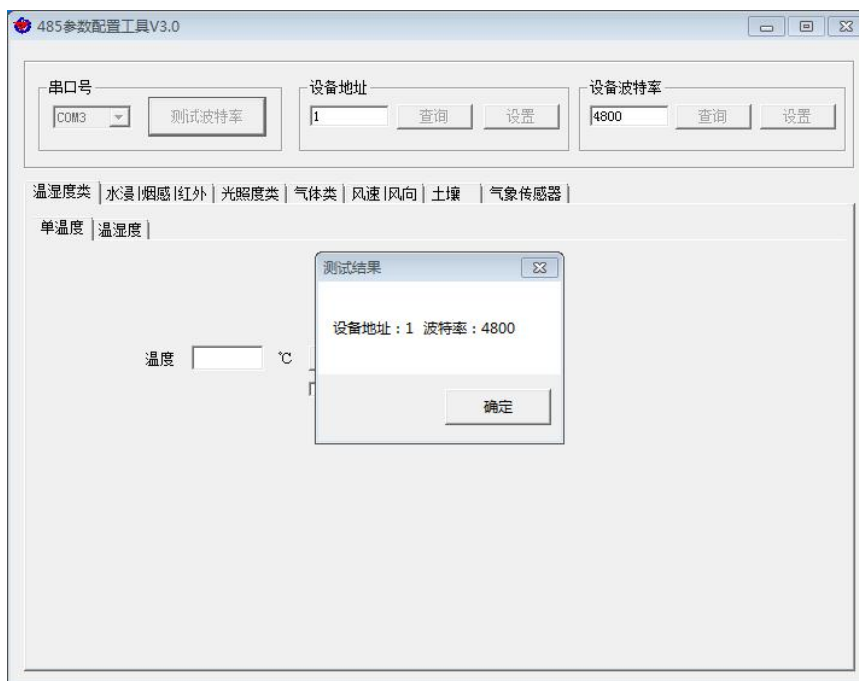 485参数配置工具V3.0
串口号 设备地址 设备波特率
COM3 测试波特率 1 查询 设置 4800 查询 设置
温湿度类 水浸|烟感|红外 光照度类 气体类 风速|风向 土壤 气象传感器
单温度 温湿度
测试结果
设备地址：1 波特率：4800
温度 ℃
确定